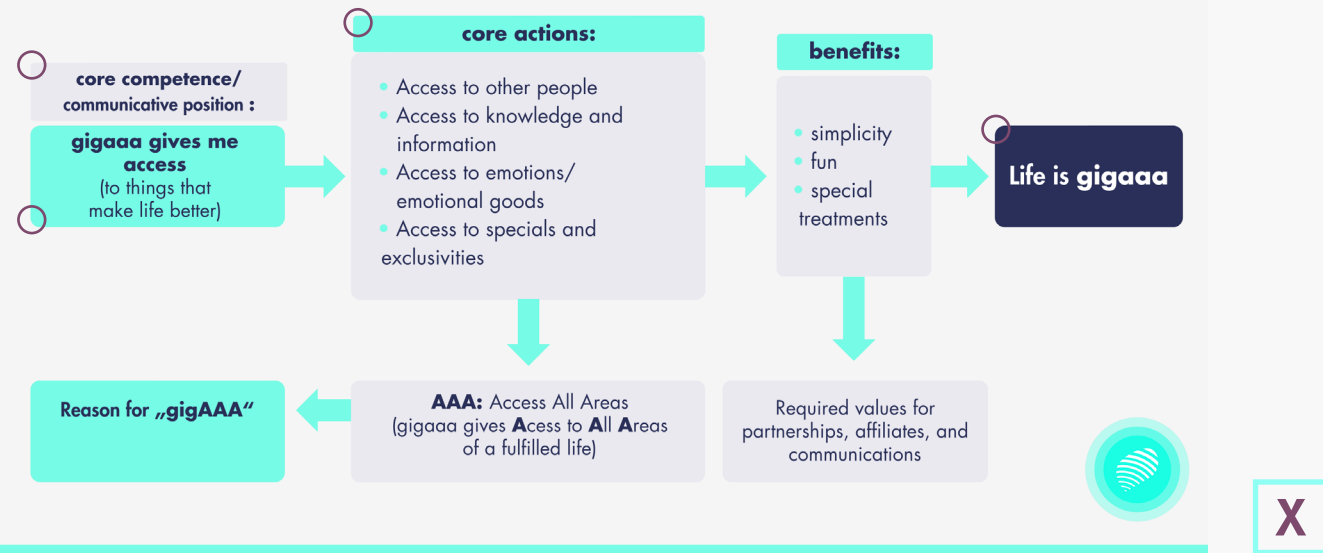 core competence/
communicative position :
gigaaa gives me
access
(to things that
make life better)
core actions:
• Access to other people
• Access to knowledge and
information
• Access to emotions/
emotional goods
• Access to specials and
exclusivities
benefits:
• simplicity
• fun
• special
treatments
Life is gigaaa
Reason for „gigAAA“
AAA: Access All Areas
(gigaaa gives Acess to All Areas
of a fulfilled life)
Required values for
partnerships, affiliates, and
communications
X